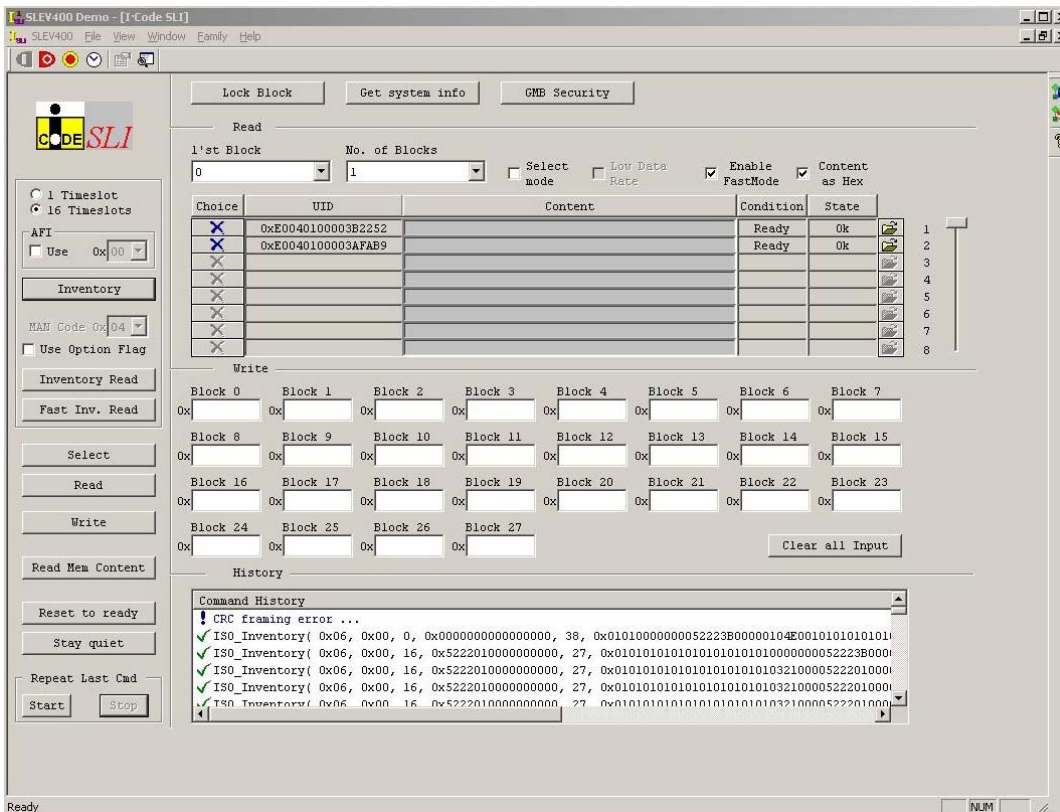 SLEV400 Demo - [I·Code SLI]
SLEV400 File View Window Family Help
Lock Block Get system info GMB Security
Read
1'st Block No. of Blocks
0 1 Select mode Low Data Rate Enable FastMode Content as Hex
Choice UID Content Condition State
0xE0040100003B2252 Ready Ok 1
0xE0040100003AFAB9 Ready Ok 2
3
4
5
6
7
8
i CODE SLI
1 Timeslot
16 Timeslots
AFI
Use 0x 00
Inventory
MAN Code 0x 04
Use Option Flag
Inventory Read
Fast Inv. Read
Select
Read
Write
Read Mem Content
Reset to ready
Stay quiet
Repeat Last Cmd
Start Stop
Write
Block 0 Block 1 Block 2 Block 3 Block 4 Block 5 Block 6 Block 7
0x 0x 0x 0x 0x 0x 0x 0x
Block 8 Block 9 Block 10 Block 11 Block 12 Block 13 Block 14 Block 15
0x 0x 0x 0x 0x 0x 0x 0x
Block 16 Block 17 Block 18 Block 19 Block 20 Block 21 Block 22 Block 23
0x 0x 0x 0x 0x 0x 0x 0x
Block 24 Block 25 Block 26 Block 27
0x 0x 0x 0x Clear all Input
History
Command History
! CRC framing error ...
ISO_Inventory( 0x06, 0x00, 0, 0x0000000000000000, 38,
ISO_Inventory( 0x06, 0x00, 16, 0x5222010000000000, 27,
ISO_Inventory( 0x06, 0x00, 16, 0x5222010000000000, 27,
ISO_Inventory( 0x06, 0x00, 16, 0x5222010000000000, 27,
ISO_Inventory( 0x06, 0x00, 16, 0x5222010000000000, 27,
Ready NUM